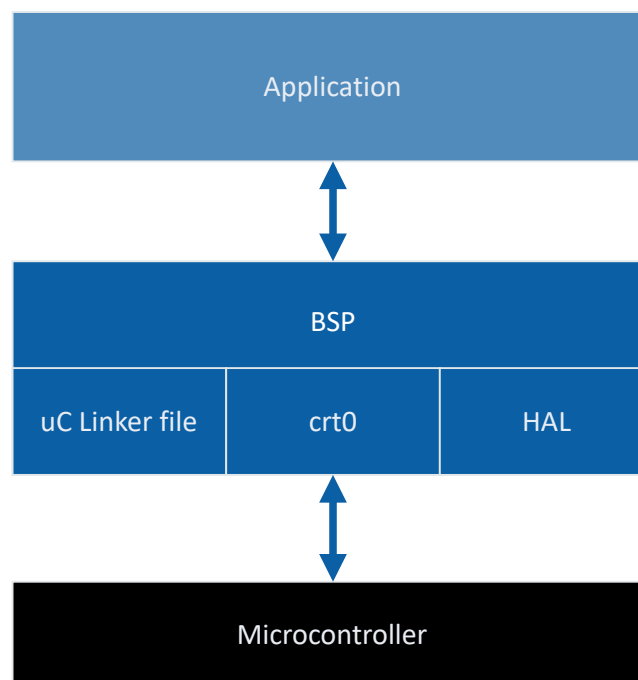 Application
BSP
uC Linker file
crt0
HAL
Microcontroller